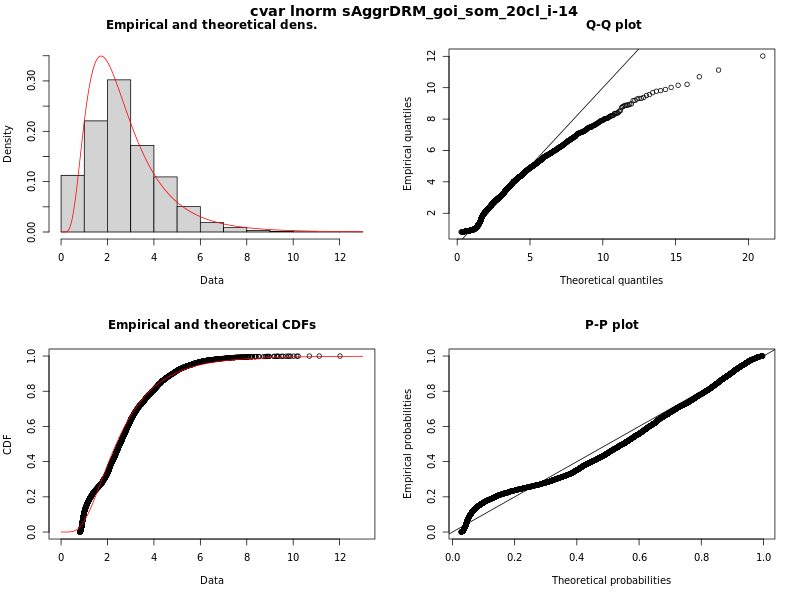 cvar lnorm sAggrDRM_goi_som_20cl_i-14
Empirical and theoretical dens.
Density
0.00 0.10 0.20 0.30
0 2 4 6 8 10 12
Data
Q-Q plot
Empirical quantiles
2 4 6 8 10 12
0 5 10 15 20
Theoretical quantiles
Empirical and theoretical CDFs
CDF
0.0 0.2 0.4 0.6 0.8 1.0
0 2 4 6 8 10 12
Data
P-P plot
Empirical probabilities
0.0 0.2 0.4 0.6 0.8 1.0
0.0 0.2 0.4 0.6 0.8 1.0
Theoretical probabilities